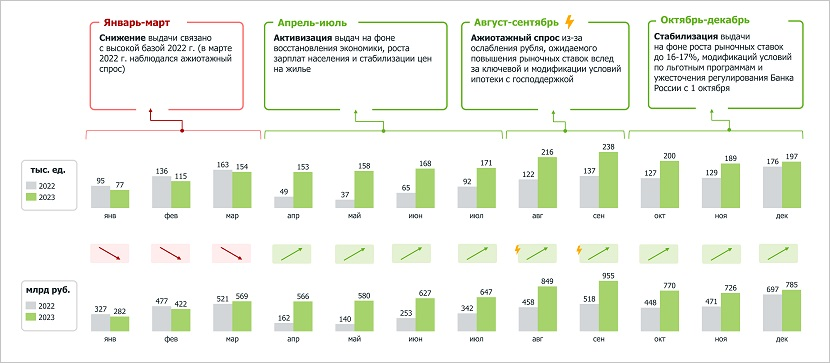 Январь-март
Снижение выдачи связано
с высокой базой 2022 г. (в марте
2022 г. наблюдался ажиотажный
спрос)
Апрель-июль
Активизация выдач на фоне
восстановления экономики, роста
зарплат населения и стабилизации цен
на жилье
Август-сентябрь
Ажиотажный спрос из-за
ослабления рубля, ожидаемого
повышения рыночных ставок вслед
за ключевой и модификации условий
ипотеки с господдержкой
Октябрь-декабрь
Стабилизация выдачи
на фоне роста рыночных ставок
до 16-17%, модификаций условий
по льготным программам и
ужесточения регулирования Банка
России с 1 октября
тыс. ед.
2022
2023
95 77 136 115 163 154 49 153 37 158 65 168 92 171 122 216 137 238 127 200 129 189 176 197
янв фев мар апр май июн июл авг сен окт ноя дек
млрд руб.
2022
2023
327 282 477 422 521 569 162 566 140 580 253 627 342 647 458 849 518 955 448 770 471 726 697 785
янв фев мар апр май июн июл авг сен окт ноя дек